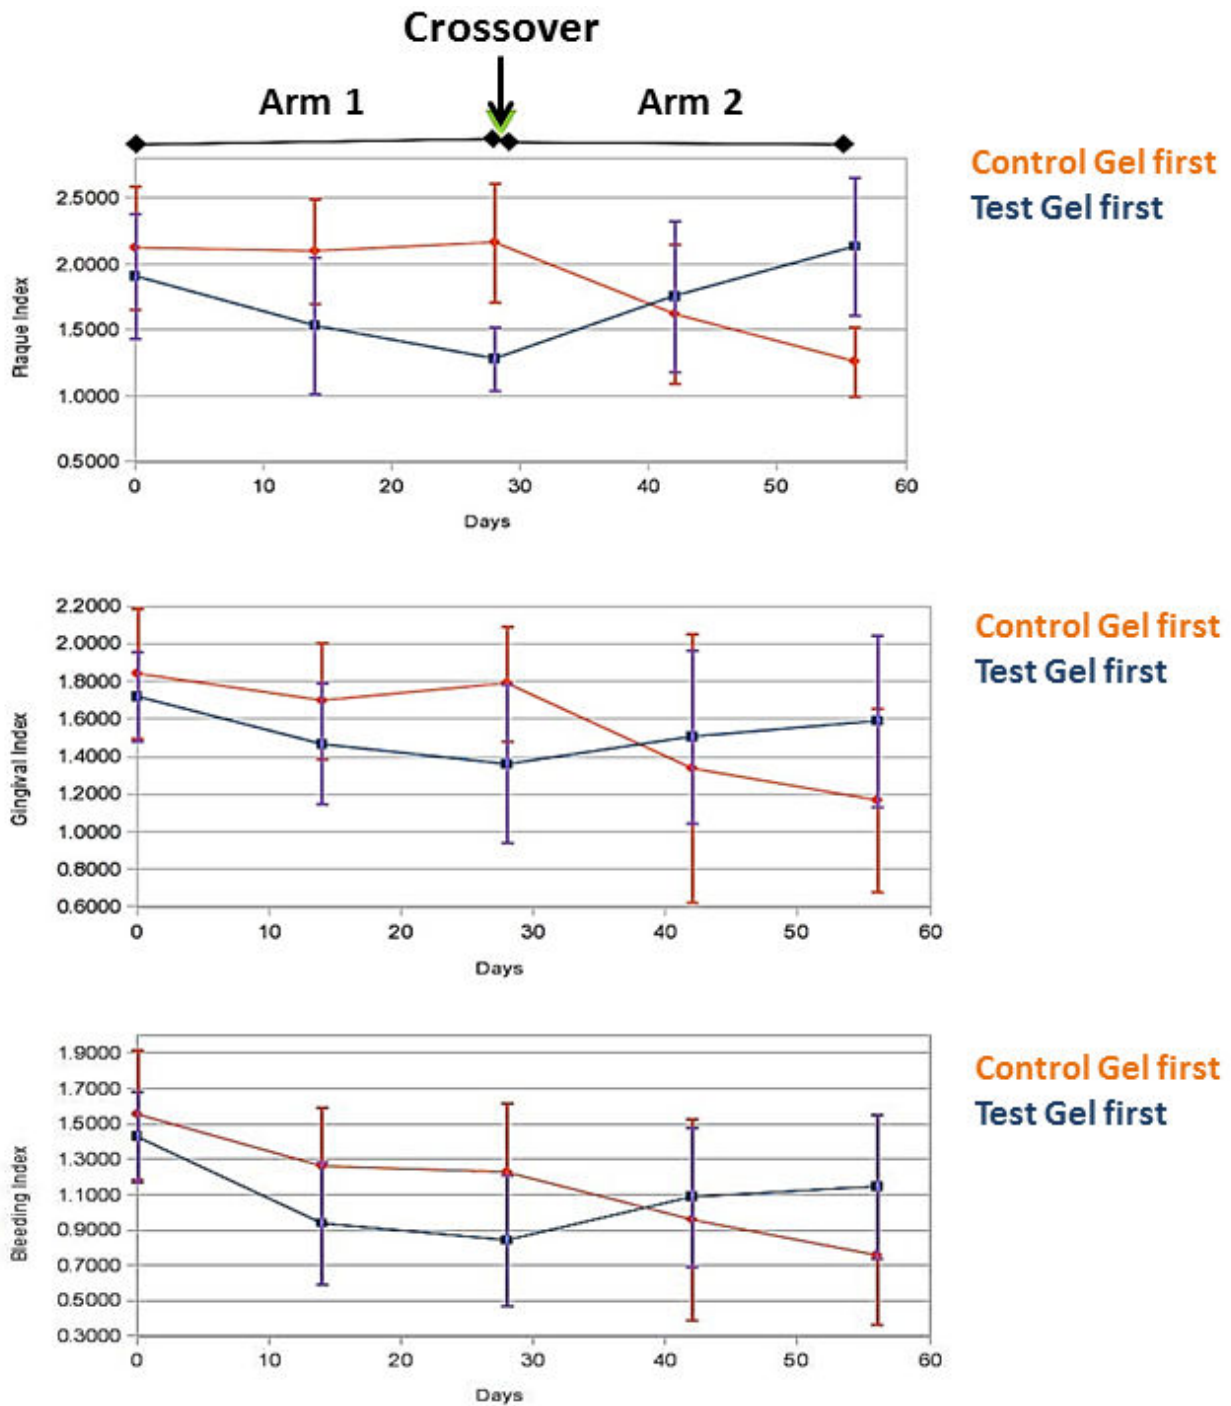 Crossover
Arm 1 Arm 2
Control Gel first
Test Gel first
2.5000
2.0000
1.5000
1.0000
0.5000
Plaque Index
0 10 20 30 40 50 60
Days
Control Gel first
Test Gel first
2.2000
2.0000
1.8000
1.6000
1.4000
1.2000
1.0000
0.8000
0.6000
Gingival Index
0 10 20 30 40 50 60
Days
Control Gel first
Test Gel first
1.9000
1.7000
1.5000
1.3000
1.1000
0.9000
0.7000
0.5000
0.3000
Bleeding Index
0 10 20 30 40 50 60
Days